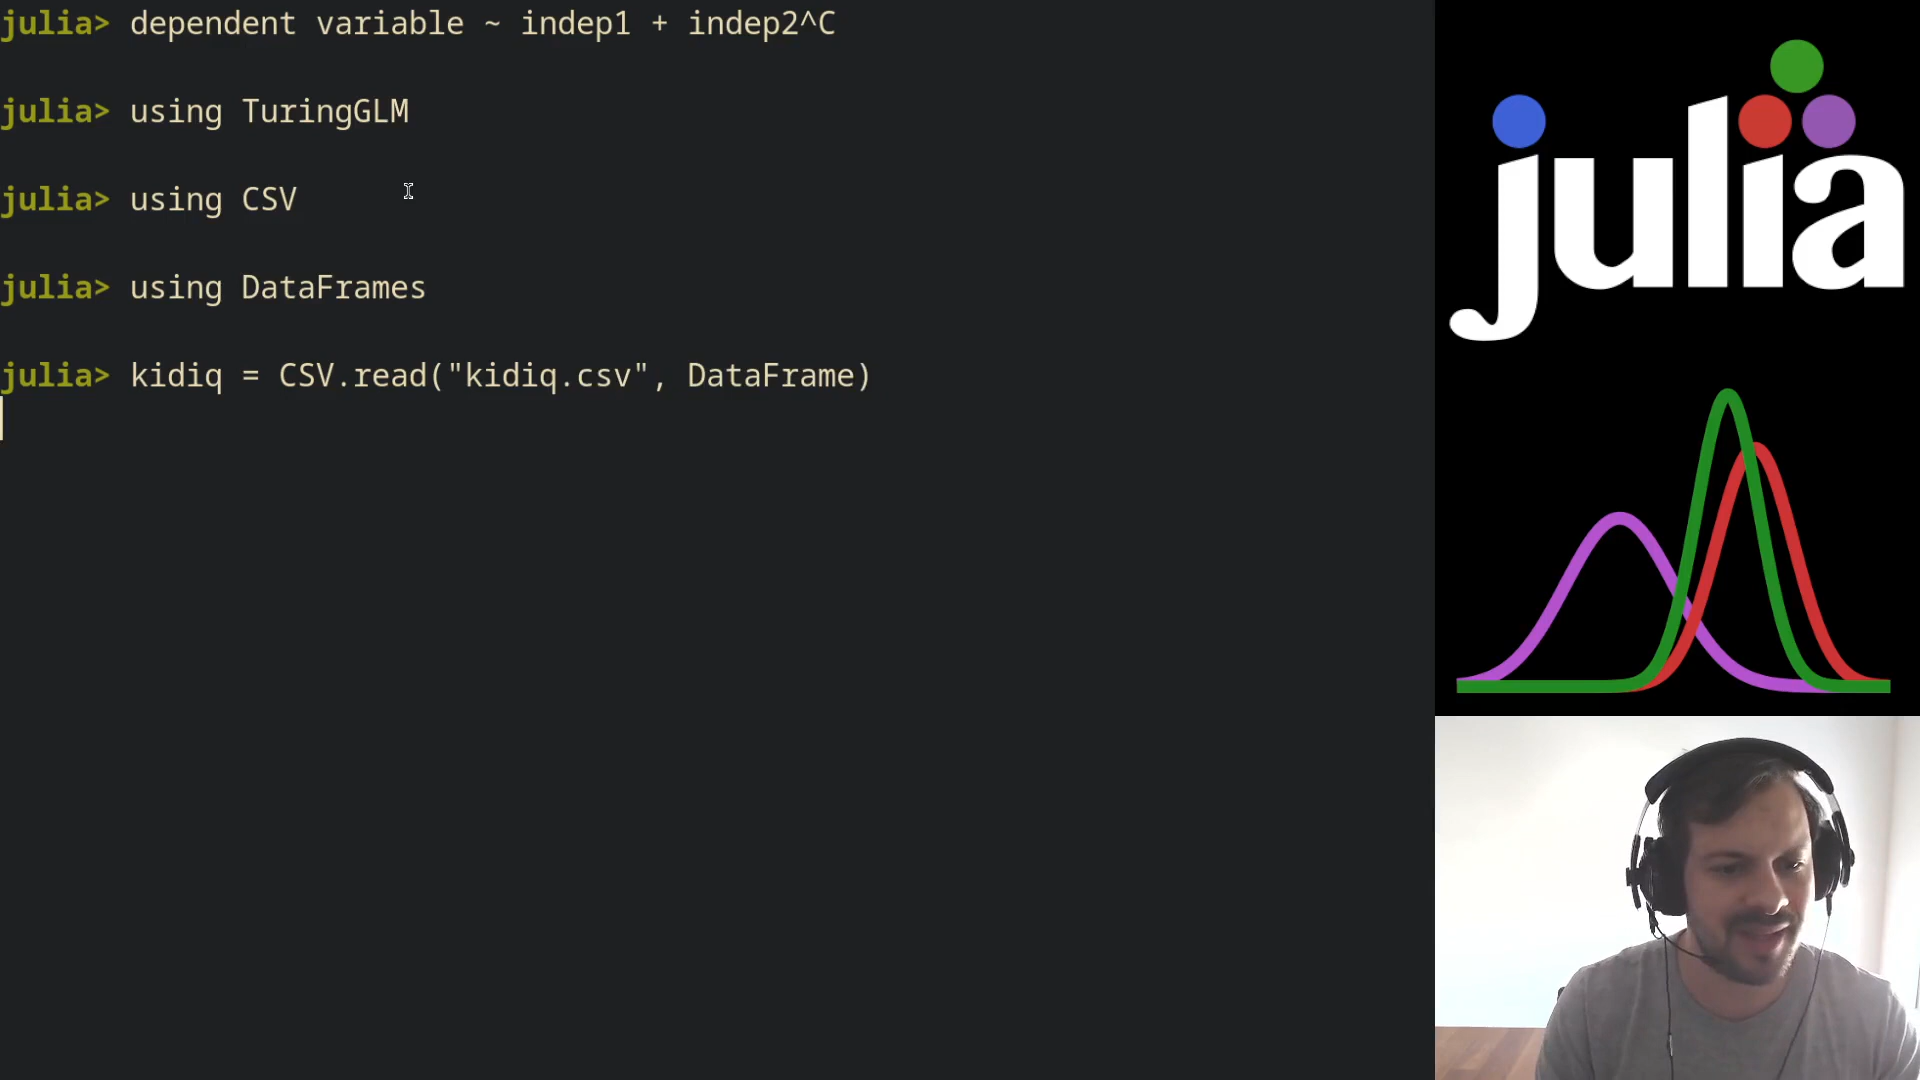 julia> dependent variable ~ indep1 + indep2^C
julia> using TuringGLM
julia> using CSV
julia> using DataFrames
julia> kidiq = CSV.read("kidiq.csv", DataFrame)
julia